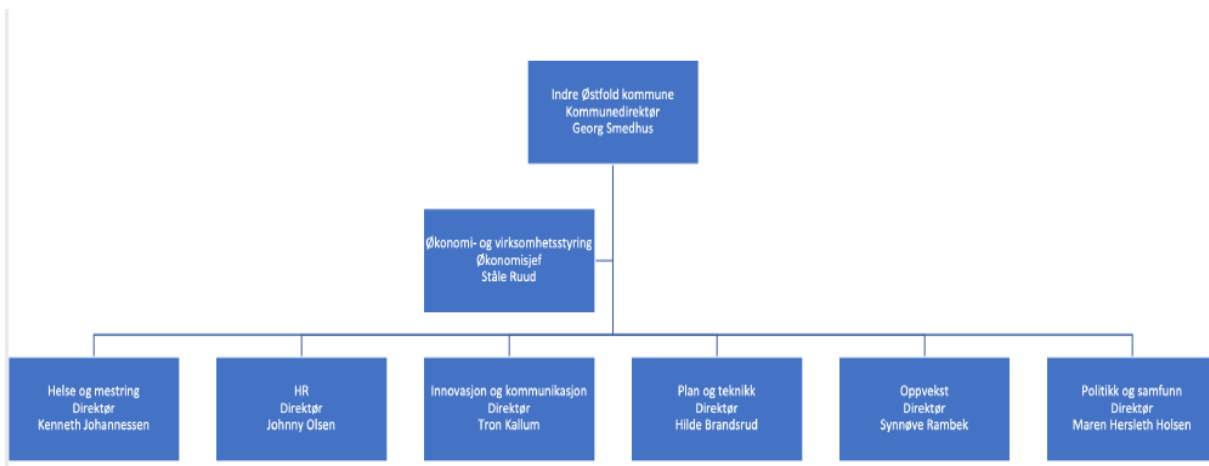 Indre Østfold kommune
Kommunedirektør
Georg Smedhus
Økonomi- og virksomhetsstyring
Økonomisjef
Ståle Ruud
Helse og mestring
Direktør
Kenneth Johannessen
HR
Direktør
Johnny Olsen
Innovasjon og kommunikasjon
Direktør
Tron Kallum
Plan og teknikk
Direktør
Hilde Brandsrud
Oppvekst
Direktør
Synnøve Rambek
Politikk og samfunn
Direktør
Maren Hersleth Holsen